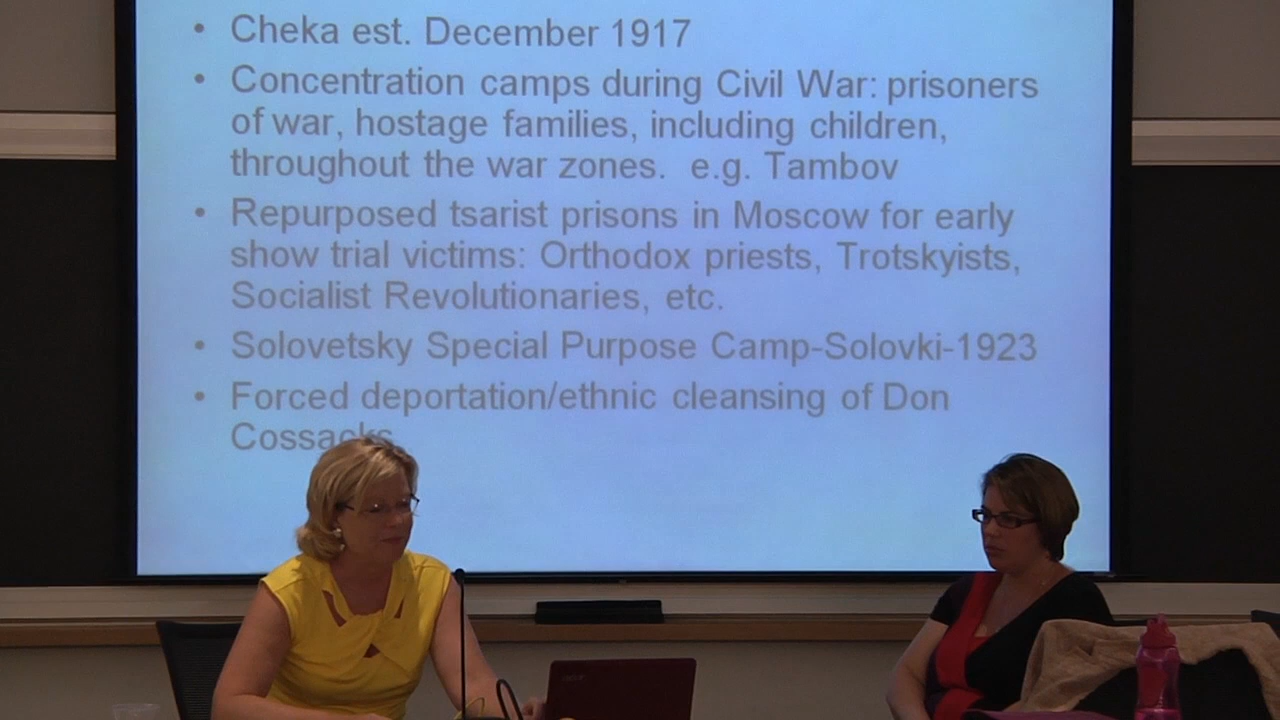 • Cheka est. December 1917
• Concentration camps during Civil War: prisoners
of war, hostage families, including children,
throughout the war zones.  e.g. Tambov
• Repurposed tsarist prisons in Moscow for early
show trial victims: Orthodox priests, Trotskyists,
Socialist Revolutionaries, etc.
• Solovetsky Special Purpose Camp-Solovki-1923
• Forced deportation/ethnic cleansing of Don
Cossacks